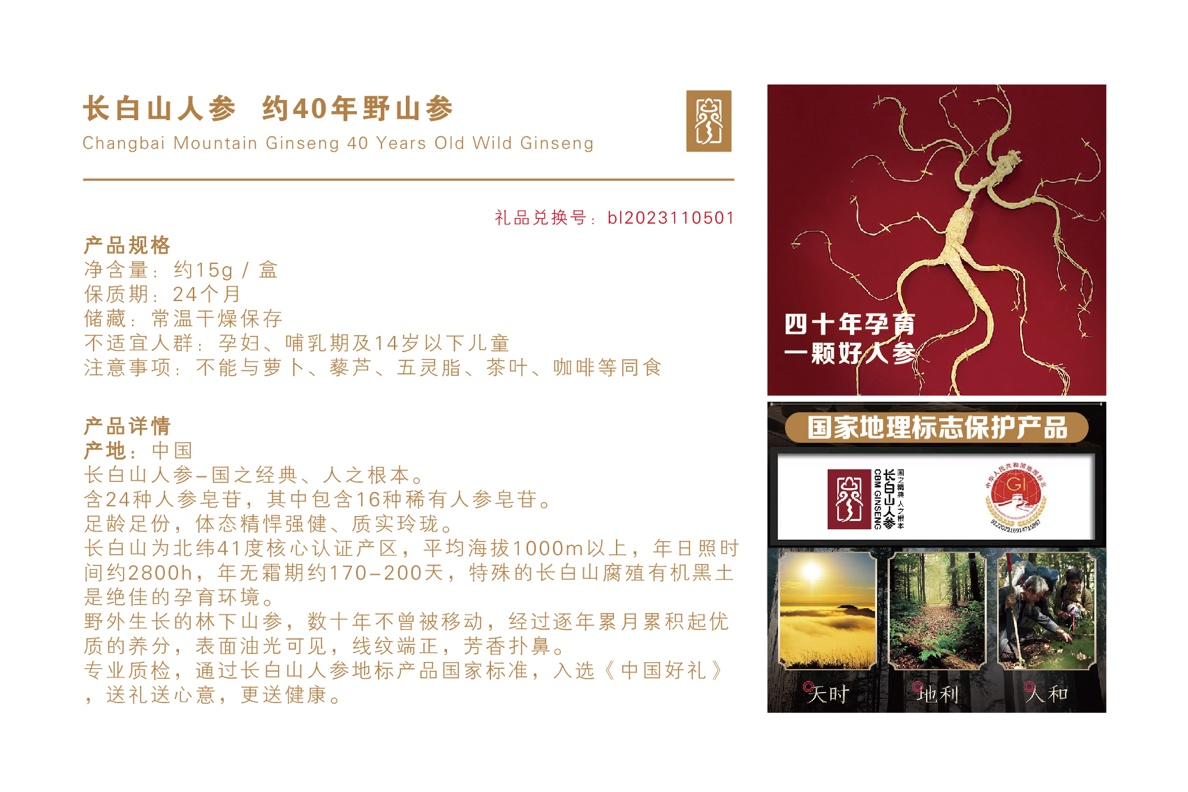 长白山人参 约40年野山参
Changbai Mountain Ginseng 40 Years Old Wild Ginseng
礼品兑换号：bl2023110501
产品规格
净含量：约15g / 盒
保质期：24个月
储藏：常温干燥保存
不适宜人群：孕妇、哺乳期及14岁以下儿童
注意事项：不能与萝卜、藜芦、五灵脂、茶叶、咖啡等同食
产品详情
产地：中国
长白山人参-国之经典、人之根本。
含24种人参皂苷，其中包含16种稀有人参皂苷。
足龄足份，体态精悍强健、质实玲珑。
长白山为北纬41度核心认证产区，平均海拔1000m以上，年日照时
间约2800h，年无霜期约170-200天，特殊的长白山腐殖有机黑土
是绝佳的孕育环境。
野外生长的林下山参，数十年不曾被移动，经过逐年累月累积起优
质的养分，表面油光可见，线纹端正，芳香扑鼻。
专业质检，通过长白山人参地标产品国家标准，入选《中国好礼》
，送礼送心意，更送健康。
四十年孕育
一颗好人参
国家地理标志保护产品
国之经典 人之根本
长白山人参
CBM GINSENG
中华人民共和国地理标志
GI
天时
地利
人和